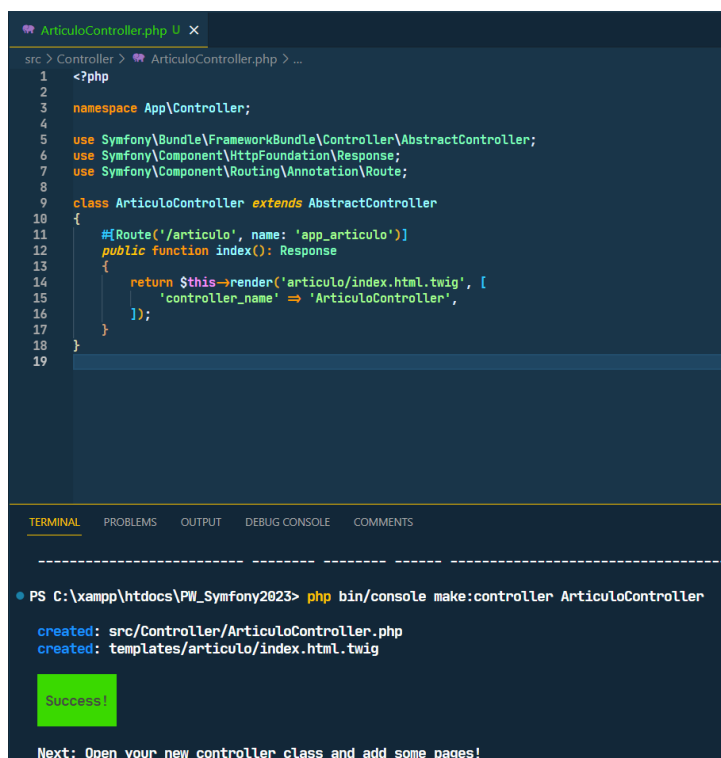 ArticuloController.php U X
src > Controller > ArticuloController.php > ...
1 <?php
2
3 namespace App\Controller;
4
5 use Symfony\Bundle\FrameworkBundle\Controller\AbstractController;
6 use Symfony\Component\HttpFoundation\Response;
7 use Symfony\Component\Routing\Annotation\Route;
8
9 class ArticuloController extends AbstractController
10 {
11     #[Route('/articulo', name: 'app_articulo')]
12     public function index(): Response
13     {
14         return $this->render('articulo/index.html.twig', [
15             'controller_name' => 'ArticuloController',
16         ]);
17     }
18 }
19
TERMINAL PROBLEMS OUTPUT DEBUG CONSOLE COMMENTS
-------------------------- -------- -------- ------ -----------------------------------
PS C:\xampp\htdocs\PW_Symfony2023> php bin/console make:controller ArticuloController
created: src/Controller/ArticuloController.php
created: templates/articulo/index.html.twig
Success!
Next: Open your new controller class and add some pages!